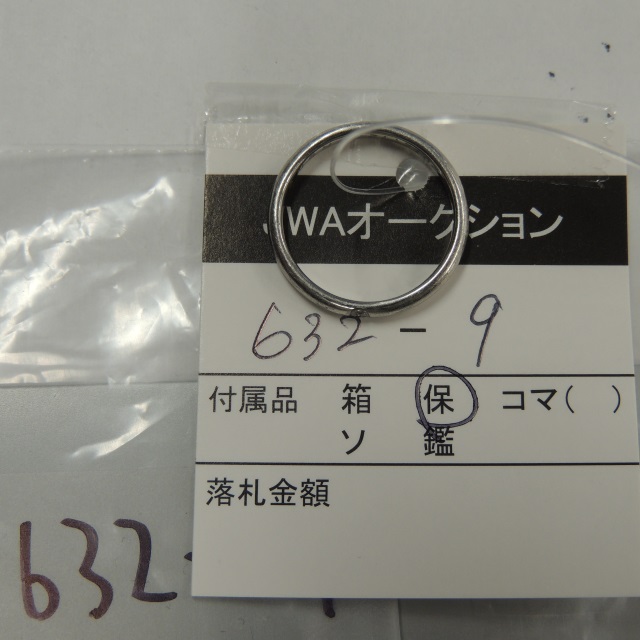 JWAオークション
632-9
付属品 箱 保 コマ( )
ソ 鑑
落札金額
632-